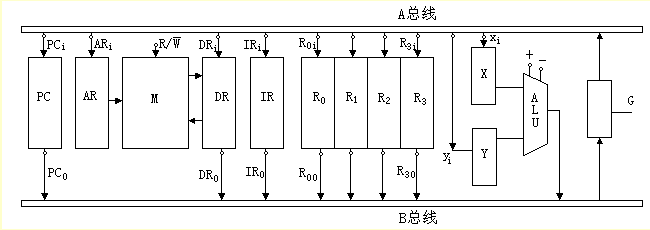 A总线
PCi ARi R/W̅ DRi IRi R0i R3i xi
+ −
PC AR M DR IR R0 R1 R2 R3 X ALU G
Y
yi
PC0 DR0 IR0 R00 R30
B总线